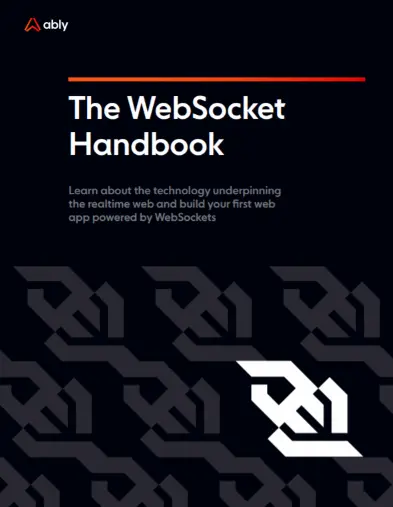 ably
The WebSocket
Handbook
Learn about the technology underpinning
the realtime web and build your first web
app powered by WebSockets